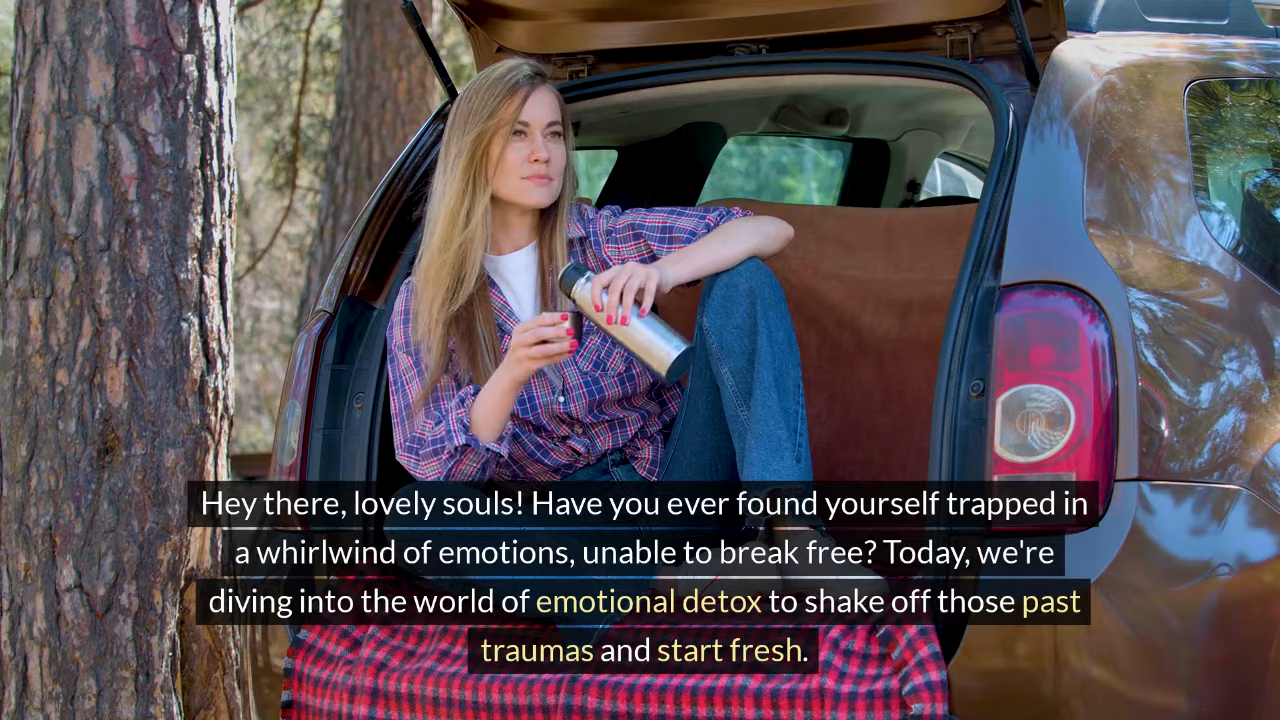 Hey there, lovely souls! Have you ever found yourself trapped in
a whirlwind of emotions, unable to break free? Today, we're
diving into the world of emotional detox to shake off those past
traumas and start fresh.